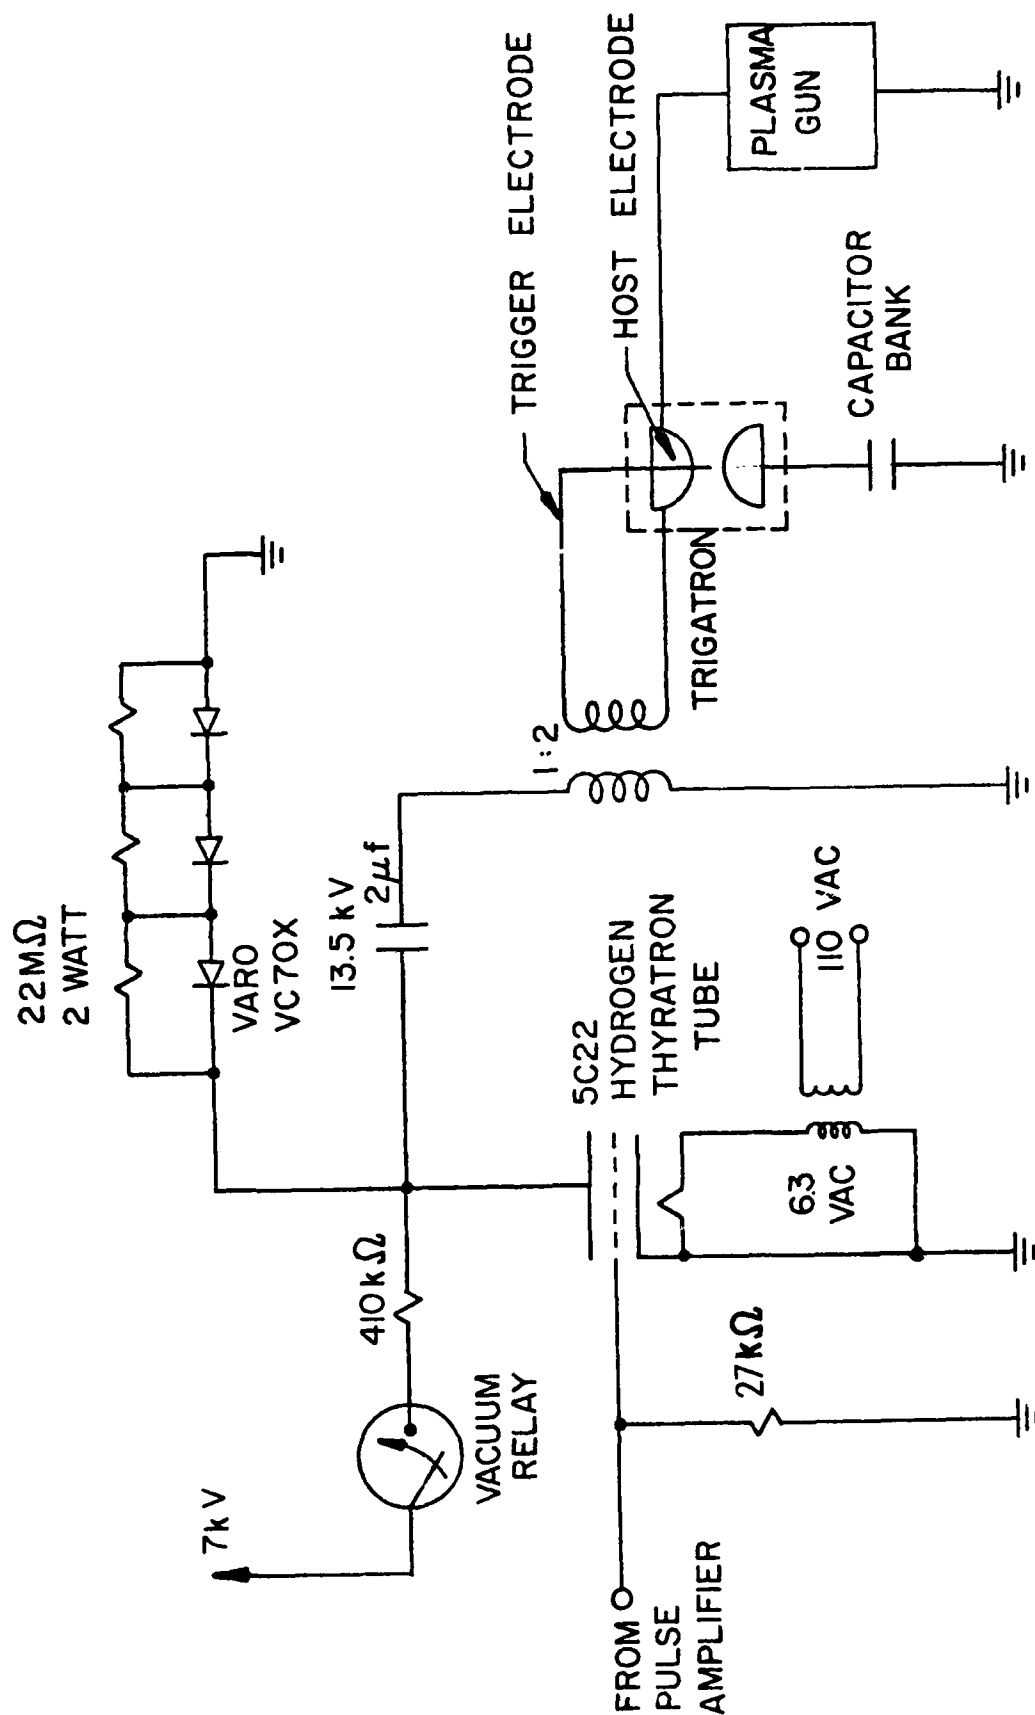 22MΩ
2 WATT
VARO
VC70X
7kV
410kΩ
13.5 kV
2μf
VACUUM
RELAY
1:2
TRIGGER ELECTRODE
HOST ELECTRODE
5C22
HYDROGEN
THYRATRON
TUBE
TRIGATRON
PLASMA
GUN
FROM
PULSE
AMPLIFIER
27kΩ
6.3
VAC
110 VAC
CAPACITOR
BANK